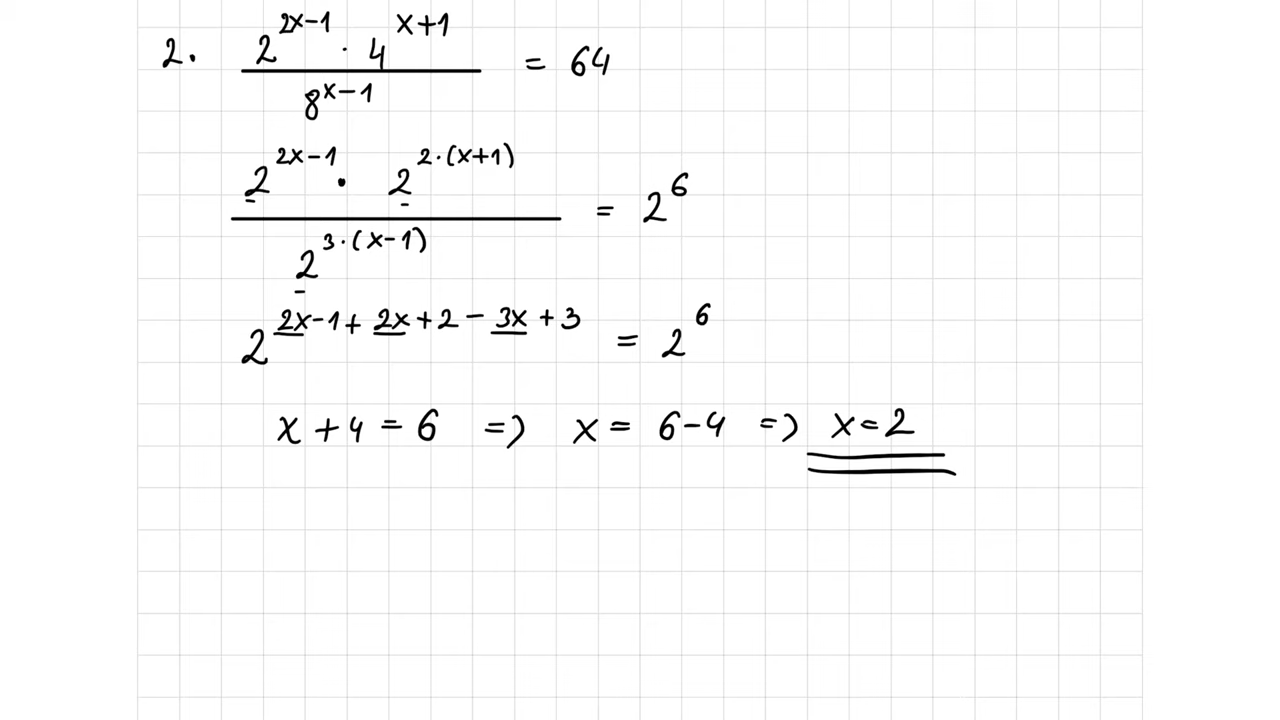 2. 2^(2x-1) · 4^(x+1) / 8^(x-1) = 64
2^(2x-1) · 2^(2·(x+1)) / 2^(3·(x-1)) = 2^6
2^(2x-1+2x+2-3x+3) = 2^6
x+4=6 => x=6-4 => x=2